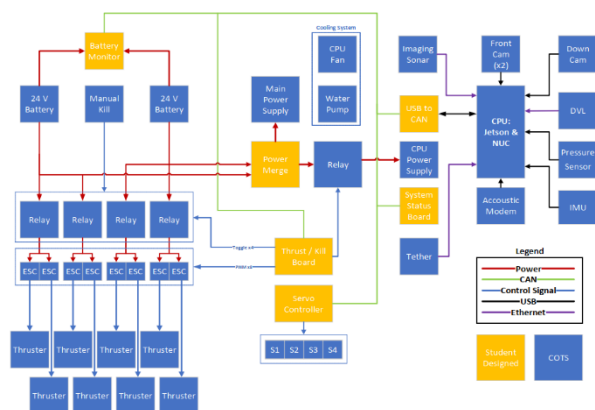 Cooling System
Battery
Monitor
CPU
Fan
Imaging
Sonar
Front
Cam
(x2)
Down
Cam
24 V
Battery
Manual
Kill
24 V
Battery
Main
Power
Supply
Water
Pump
USB to
CAN
CPU:
Jetson &
NUC
DVL
Power
Merge
Relay
CPU
Power
Supply
Pressure
Sensor
Relay
Relay
Relay
Relay
System
Status
Board
Accoustic
Modem
IMU
Toggle x4
Thrust / Kill
Board
Tether
Legend
Power
CAN
Control Signal
USB
Ethernet
ESC
ESC
ESC
ESC
ESC
ESC
ESC
ESC
Servo
Controller
S1
S2
S3
S4
Student
Designed
COTS
Thruster
Thruster
Thruster
Thruster
Thruster
Thruster
Thruster
Thruster